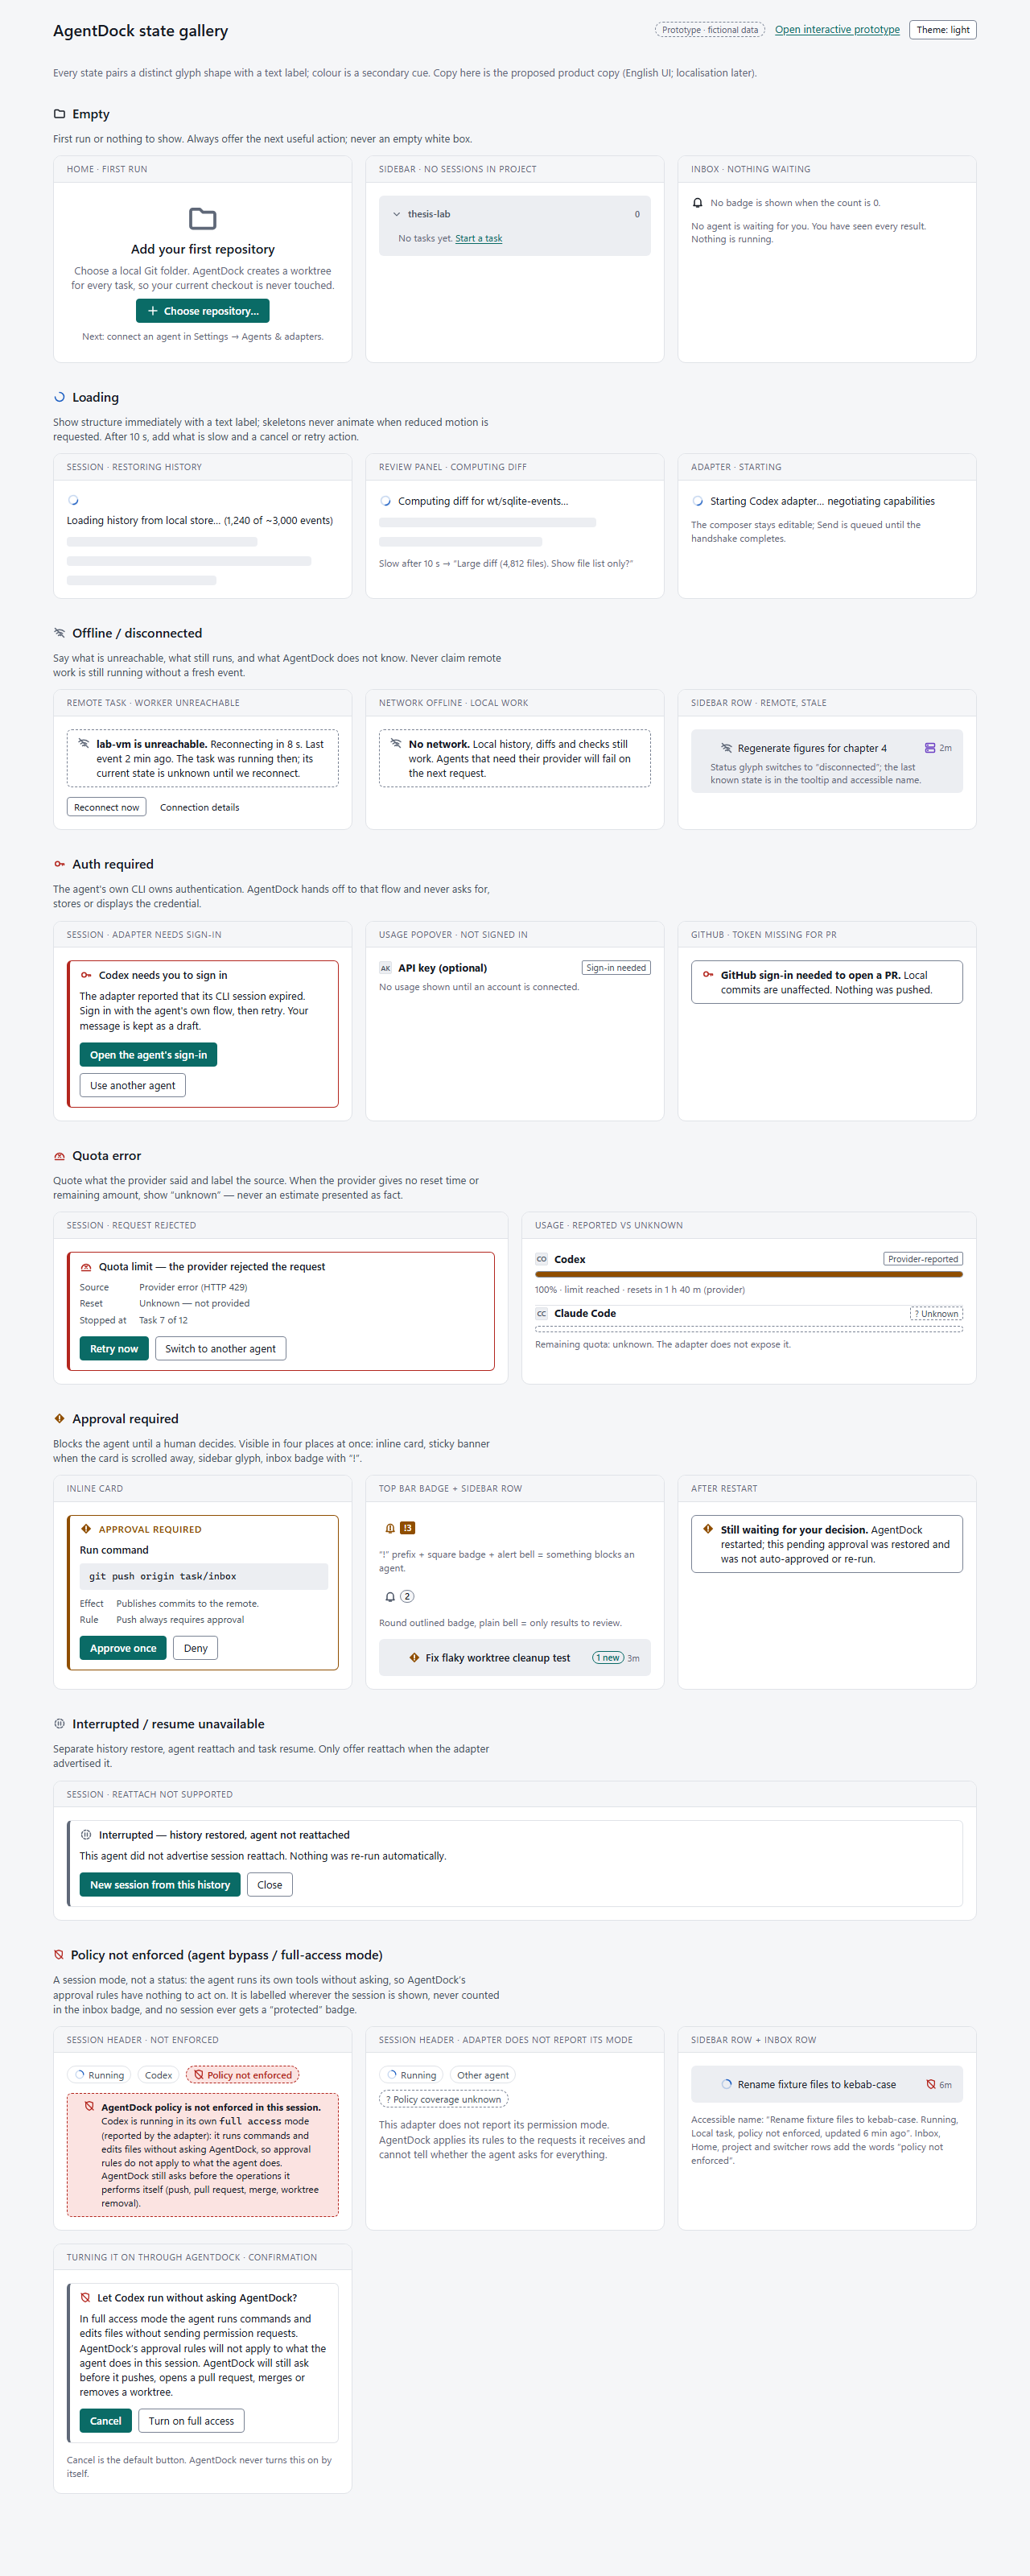 AgentDock state gallery
Prototype · fictional data
Open interactive prototype
Theme: light
Every state pairs a distinct glyph shape with a text label; colour is a secondary cue. Copy here is the proposed product copy (English UI; localisation later).
Empty
First run or nothing to show. Always offer the next useful action; never an empty white box.
HOME · FIRST RUN
Add your first repository
Choose a local Git folder. AgentDock creates a worktree
for every task, so your current checkout is never touched.
+ Choose repository…
Next: connect an agent in Settings → Agents & adapters.
SIDEBAR · NO SESSIONS IN PROJECT
thesis-lab 0
No tasks yet. Start a task
INBOX · NOTHING WAITING
No badge is shown when the count is 0.
No agent is waiting for you. You have seen every result.
Nothing is running.
Loading
Show structure immediately with a text label; skeletons never animate when reduced motion is
requested. After 10 s, add what is slow and a cancel or retry action.
SESSION · RESTORING HISTORY
Loading history from local store… (1,240 of ~3,000 events)
REVIEW PANEL · COMPUTING DIFF
Computing diff for wt/sqlite-events…
Slow after 10 s → “Large diff (4,812 files). Show file list only?”
ADAPTER · STARTING
Starting Codex adapter… negotiating capabilities
The composer stays editable; Send is queued until the
handshake completes.
Offline / disconnected
Say what is unreachable, what still runs, and what AgentDock does not know. Never claim remote
work is still running without a fresh event.
REMOTE TASK · WORKER UNREACHABLE
lab-vm is unreachable. Reconnecting in 8 s. Last
event 2 min ago. The task was running then; its
current state is unknown until we reconnect.
Reconnect now
Connection details
NETWORK OFFLINE · LOCAL WORK
No network. Local history, diffs and checks still
work. Agents that need their provider will fail on
the next request.
SIDEBAR ROW · REMOTE, STALE
Regenerate figures for chapter 4 2m
Status glyph switches to “disconnected”; the last
known state is in the tooltip and accessible name.
Auth required
The agent's own CLI owns authentication. AgentDock hands off to that flow and never asks for,
stores or displays the credential.
SESSION · ADAPTER NEEDS SIGN-IN
Codex needs you to sign in
The adapter reported that its CLI session expired.
Sign in with the agent's own flow, then retry. Your
message is kept as a draft.
Open the agent's sign-in
Use another agent
USAGE POPOVER · NOT SIGNED IN
AK API key (optional) Sign-in needed
No usage shown until an account is connected.
GITHUB · TOKEN MISSING FOR PR
GitHub sign-in needed to open a PR. Local
commits are unaffected. Nothing was pushed.
Quota error
Quote what the provider said and label the source. When the provider gives no reset time or
remaining amount, show “unknown” — never an estimate presented as fact.
SESSION · REQUEST REJECTED
Quota limit — the provider rejected the request
Source Provider error (HTTP 429)
Reset Unknown — not provided
Stopped at Task 7 of 12
Retry now
Switch to another agent
USAGE · REPORTED VS UNKNOWN
CO Codex Provider-reported
100% · limit reached · resets in 1 h 40 m (provider)
CC Claude Code ? Unknown
Remaining quota: unknown. The adapter does not expose it.
Approval required
Blocks the agent until a human decides. Visible in four places at once: inline card, sticky banner
when the card is scrolled away, sidebar glyph, inbox badge with “!”.
INLINE CARD
APPROVAL REQUIRED
Run command
git push origin task/inbox
Effect Publishes commits to the remote.
Rule Push always requires approval
Approve once
Deny
TOP BAR BADGE + SIDEBAR ROW
!3
“!” prefix + square badge + alert bell = something blocks an
agent.
2
Round outlined badge, plain bell = only results to review.
Fix flaky worktree cleanup test 1 new 3m
AFTER RESTART
Still waiting for your decision. AgentDock
restarted; this pending approval was restored and
was not auto-approved or re-run.
Interrupted / resume unavailable
Separate history restore, agent reattach and task resume. Only offer reattach when the adapter
advertised it.
SESSION · REATTACH NOT SUPPORTED
Interrupted — history restored, agent not reattached
This agent did not advertise session reattach. Nothing was re-run automatically.
New session from this history
Close
Policy not enforced (agent bypass / full-access mode)
A session mode, not a status: the agent runs its own tools without asking, so AgentDock's
approval rules have nothing to act on. It is labelled wherever the session is shown, never counted
in the inbox badge, and no session ever gets a “protected” badge.
SESSION HEADER · NOT ENFORCED
Running
Codex
Policy not enforced
AgentDock policy is not enforced in this session.
Codex is running in its own full access mode
(reported by the adapter): it runs commands and
edits files without asking AgentDock, so approval
rules do not apply to what the agent does.
AgentDock still asks before the operations it
performs itself (push, pull request, merge, worktree
removal).
SESSION HEADER · ADAPTER DOES NOT REPORT ITS MODE
Running
Other agent
? Policy coverage unknown
This adapter does not report its permission mode.
AgentDock applies its rules to the requests it receives and
cannot tell whether the agent asks for everything.
SIDEBAR ROW + INBOX ROW
Rename fixture files to kebab-case 6m
Accessible name: “Rename fixture files to kebab-case. Running,
Local task, policy not enforced, updated 6 min ago”. Inbox,
Home, project and switcher rows add the words “policy not
enforced”.
TURNING IT ON THROUGH AGENTDOCK · CONFIRMATION
Let Codex run without asking AgentDock?
In full access mode the agent runs commands and
edits files without sending permission requests.
AgentDock's approval rules will not apply to what the
agent does in this session. AgentDock will still ask
before it pushes, opens a pull request, merges or
removes a worktree.
Cancel
Turn on full access
Cancel is the default button. AgentDock never turns this on by
itself.